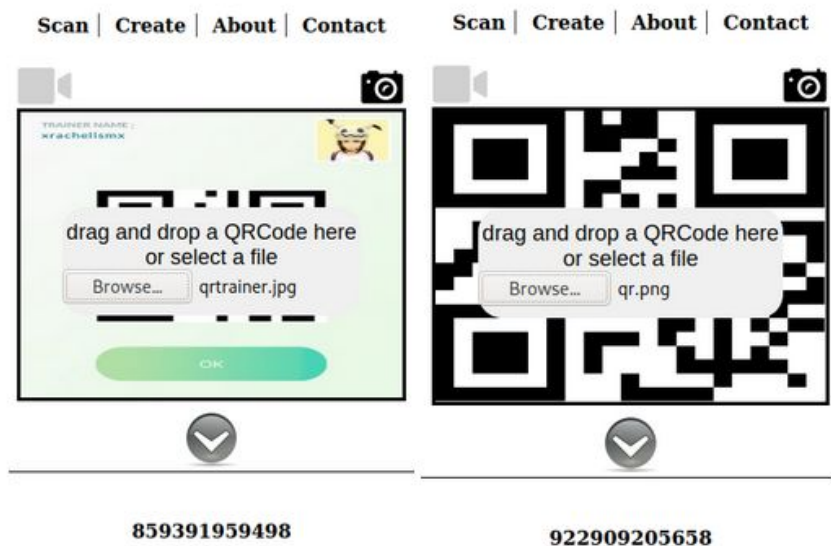 Scan | Create | About | Contact
TRAINER NAME :
xrachellsmx
drag and drop a QRCode here
or select a file
Browse... qrtrainer.jpg
OK
859391959498
Scan | Create | About | Contact
drag and drop a QRCode here
or select a file
Browse... qr.png
922909205658